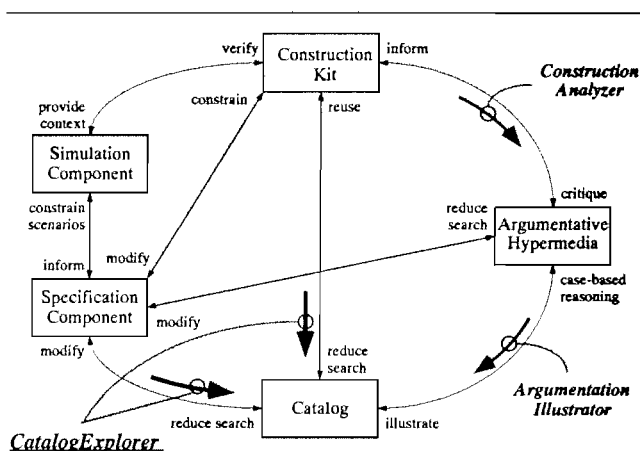 verify
Construction
Kit
inform
Construction
Analyzer
constrain
reuse
provide
context
Simulation
Component
critique
constrain
scenarios
reduce
search
Argumentative
Hypermedia
inform
modify
case-based
reasoning
Specification
Component
modify
modify
reduce
search
Catalog
reduce search
illustrate
Argumentation
Illustrator
CatalogExplorer